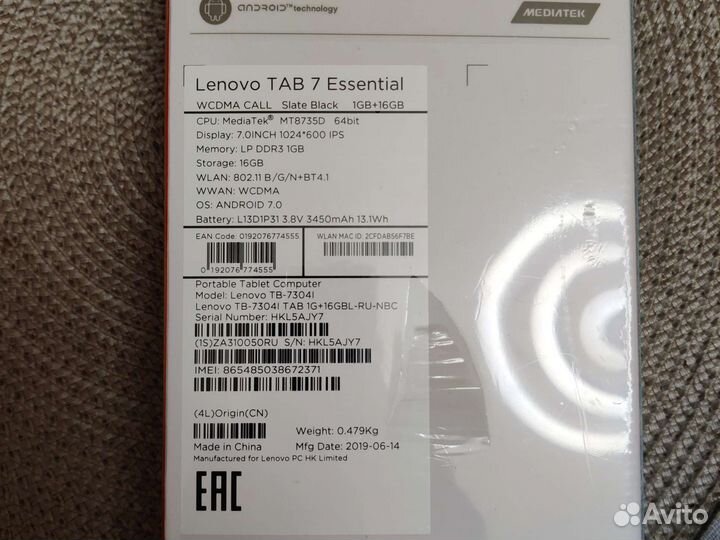 ANDROID™ technology
MEDIATEK
Lenovo TAB 7 Essential
WCDMA CALL Slate Black 1GB+16GB
CPU: MediaTek® MT8735D 64bit
Display: 7.0INCH 1024*600 IPS
Memory: LP DDR3 1GB
Storage: 16GB
WLAN: 802.11 B/G/N+BT4.1
WWAN: WCDMA
OS: ANDROID 7.0
Battery: L13D1P31 3.8V 3450mAh 13.1Wh
EAN Code: 0192076774555
WLAN MAC ID: 2CFDAB56F7BE
0 192076 774555
Portable Tablet Computer
Model: Lenovo TB-7304I
Lenovo TB-7304I TAB 1G+16GBL-RU-NBC
Serial Number: HKL5AJY7
(1S)ZA310050RU S/N: HKL5AJY7
IMEI: 865485038672371
(4L)Origin(CN)
Weight: 0.479Kg
Made in China Mfg Date: 2019-06-14
Manufactured for Lenovo PC HK Limited
EAC
Avito